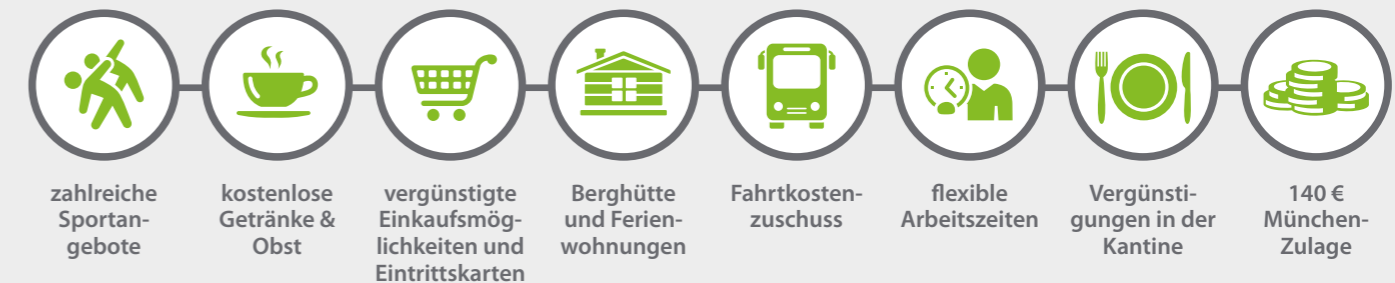 zahlreiche
Sportan-
gebote
kostenlose
Getränke &
Obst
vergünstigte
Einkaufsmög-
lichkeiten und
Eintrittskarten
Berghütte
und Ferien-
wohnungen
Fahrtkosten-
zuschuss
flexible
Arbeitszeiten
Vergünsti-
gungen in der
Kantine
140 €
München-
Zulage